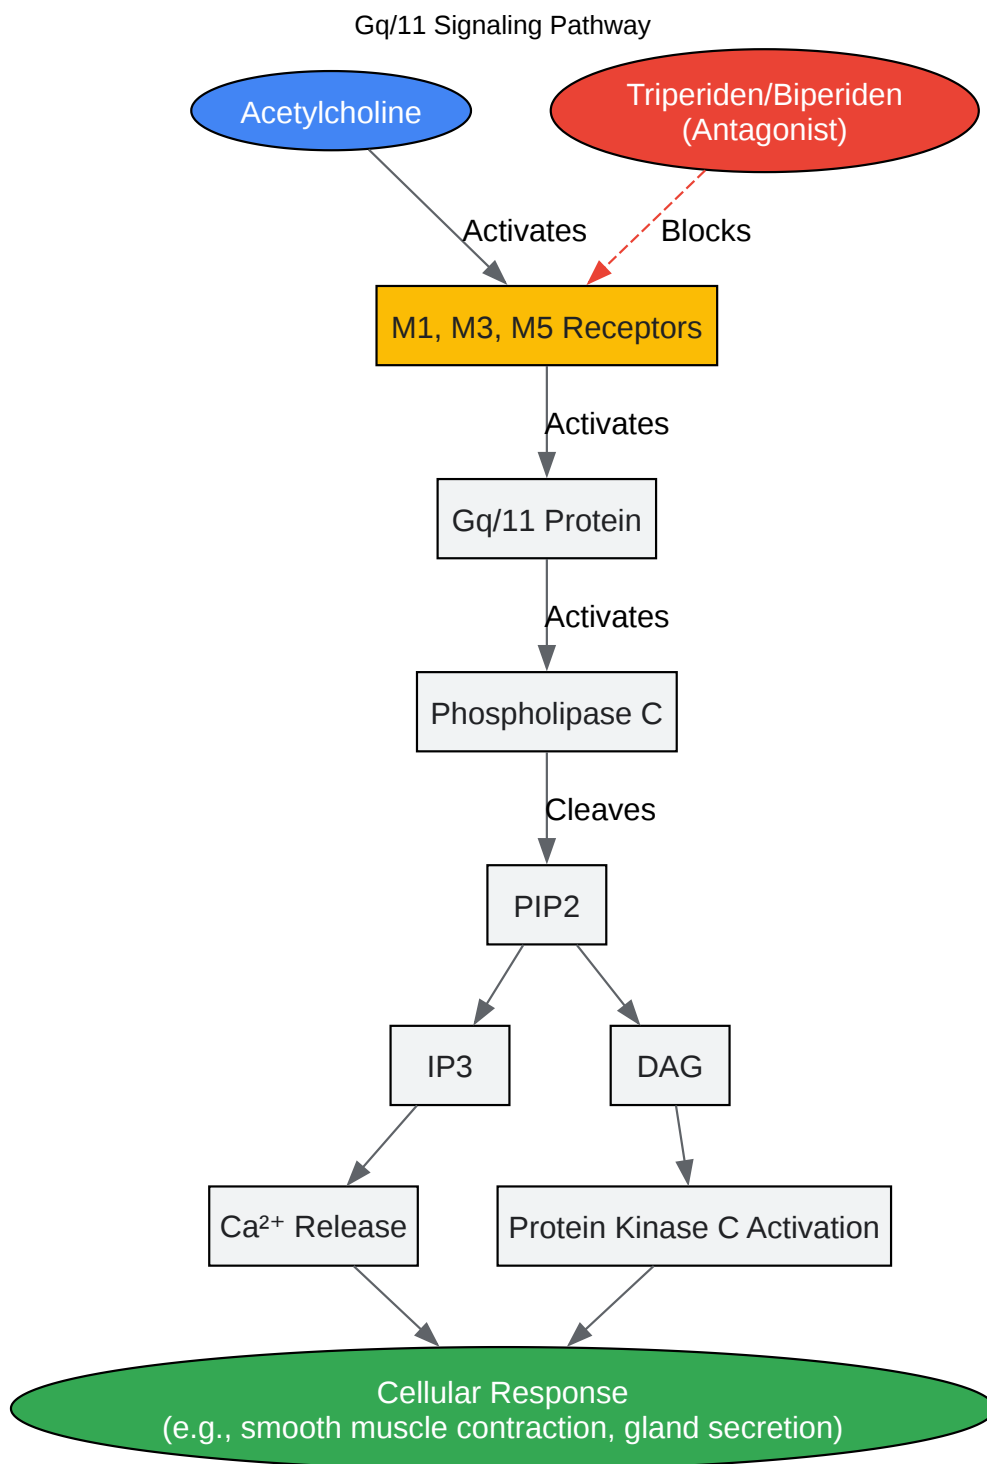 Gq/11 Signaling Pathway
Acetylcholine
Triperiden/Biperiden
(Antagonist)
Activates
Blocks
M1, M3, M5 Receptors
Activates
Gq/11 Protein
Activates
Phospholipase C
Cleaves
PIP2
IP3
DAG
Ca²⁺ Release
Protein Kinase C Activation
Cellular Response
(e.g., smooth muscle contraction, gland secretion)